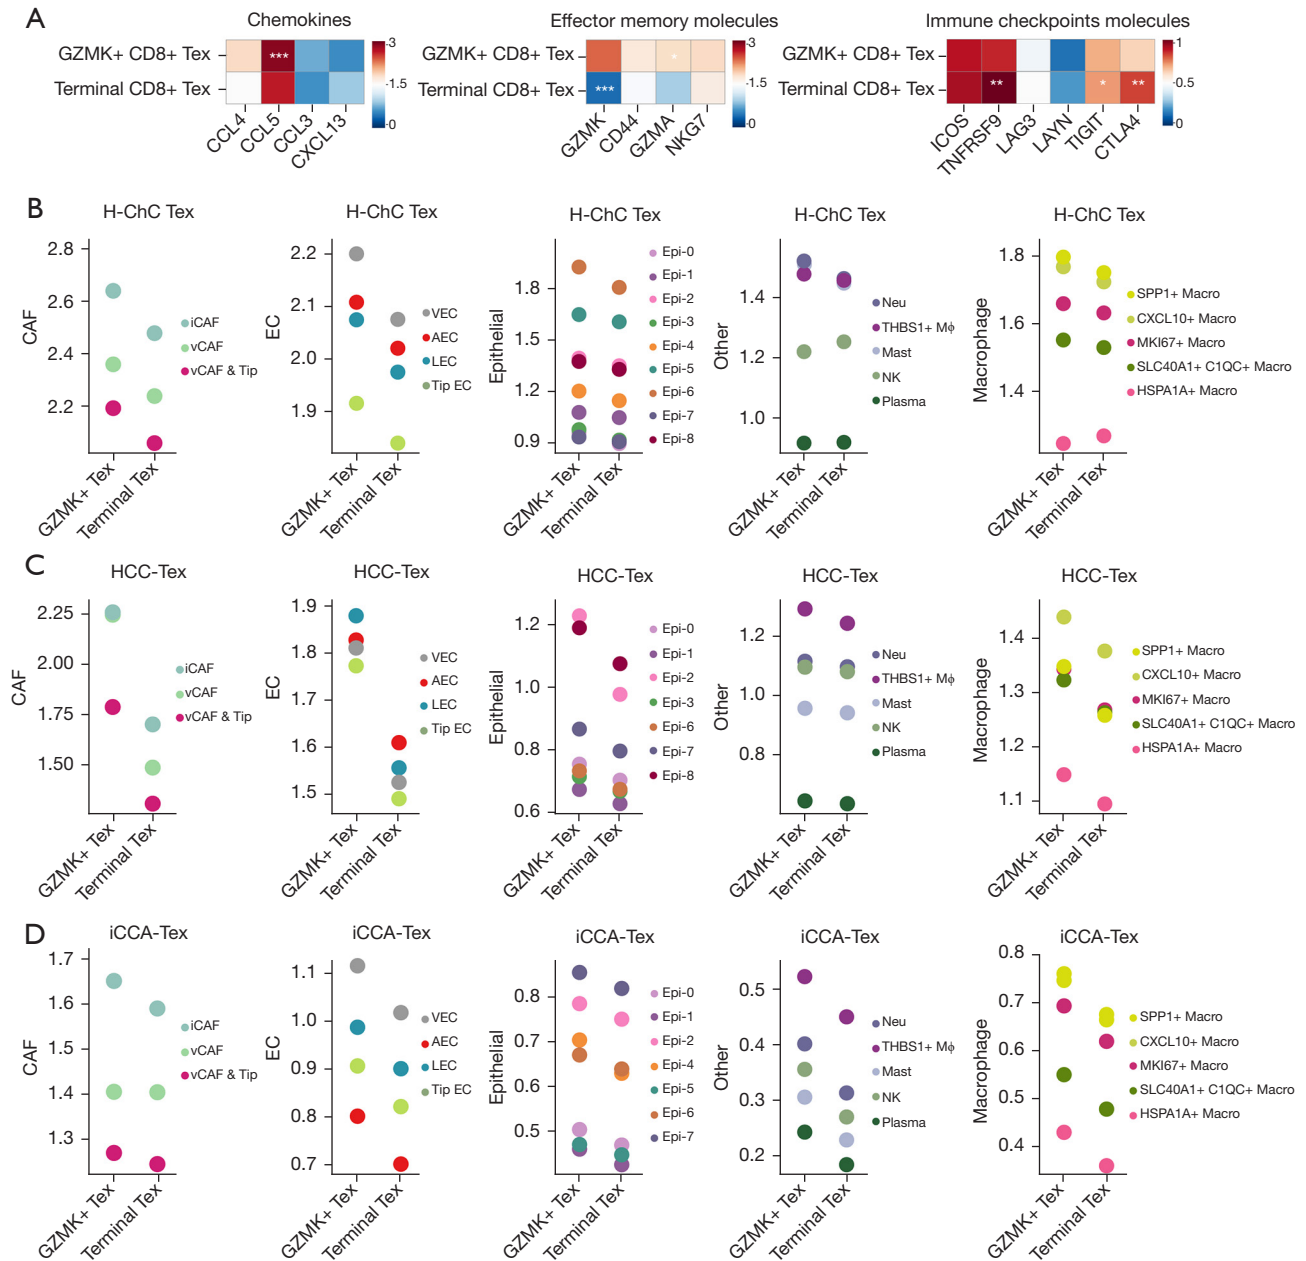 A
Chemokines
Effector memory molecules
Immune checkpoints molecules
GZMK+ CD8+ Tex
Terminal CD8+ Tex
***
3
1.5
0
CCL4
CCL5
CCL3
CXCL13
GZMK+ CD8+ Tex
Terminal CD8+ Tex
*
***
3
1.5
0
GZMK
CD44
GZMA
NKG7
GZMK+ CD8+ Tex
Terminal CD8+ Tex
**
*
**
1
0.5
0
ICOS
TNFRSF9
LAG3
LAYN
TIGIT
CTLA4
B
H-ChC Tex
CAF
2.8
2.6
2.4
2.2
iCAF
vCAF
vCAF & Tip
GZMK+ Tex
Terminal Tex
H-ChC Tex
EC
2.2
2.1
2.0
1.9
VEC
AEC
LEC
Tip EC
GZMK+ Tex
Terminal Tex
H-ChC Tex
Epithelial
1.8
1.5
1.2
0.9
Epi-0
Epi-1
Epi-2
Epi-3
Epi-4
Epi-5
Epi-6
Epi-7
Epi-8
GZMK+ Tex
Terminal Tex
H-ChC Tex
Other
1.4
1.2
1.0
Neu
THBS1+ Mϕ
Mast
NK
Plasma
GZMK+ Tex
Terminal Tex
H-ChC Tex
Macrophage
1.8
1.6
1.4
SPP1+ Macro
CXCL10+ Macro
MKI67+ Macro
SLC40A1+ C1QC+ Macro
HSPA1A+ Macro
GZMK+ Tex
Terminal Tex
C
HCC-Tex
CAF
2.25
2.00
1.75
1.50
iCAF
vCAF
vCAF & Tip
GZMK+ Tex
Terminal Tex
HCC-Tex
EC
1.9
1.8
1.7
1.6
1.5
VEC
AEC
LEC
Tip EC
GZMK+ Tex
Terminal Tex
HCC-Tex
Epithelial
1.2
1.0
0.8
0.6
Epi-0
Epi-1
Epi-2
Epi-3
Epi-6
Epi-7
Epi-8
GZMK+ Tex
Terminal Tex
HCC-Tex
Other
1.2
1.0
0.8
Neu
THBS1+ Mϕ
Mast
NK
Plasma
GZMK+ Tex
Terminal Tex
HCC-Tex
Macrophage
1.4
1.3
1.2
1.1
SPP1+ Macro
CXCL10+ Macro
MKI67+ Macro
SLC40A1+ C1QC+ Macro
HSPA1A+ Macro
GZMK+ Tex
Terminal Tex
D
iCCA-Tex
CAF
1.7
1.6
1.5
1.4
1.3
iCAF
vCAF
vCAF & Tip
GZMK+ Tex
Terminal Tex
iCCA-Tex
EC
1.1
1.0
0.9
0.8
0.7
VEC
AEC
LEC
Tip EC
GZMK+ Tex
Terminal Tex
iCCA-Tex
Epithelial
0.8
0.7
0.6
0.5
Epi-0
Epi-1
Epi-2
Epi-4
Epi-5
Epi-6
Epi-7
GZMK+ Tex
Terminal Tex
iCCA-Tex
Other
0.5
0.4
0.3
0.2
Neu
THBS1+ Mϕ
Mast
NK
Plasma
GZMK+ Tex
Terminal Tex
iCCA-Tex
Macrophage
0.8
0.7
0.6
0.5
0.4
SPP1+ Macro
CXCL10+ Macro
MKI67+ Macro
SLC40A1+ C1QC+ Macro
HSPA1A+ Macro
GZMK+ Tex
Terminal Tex